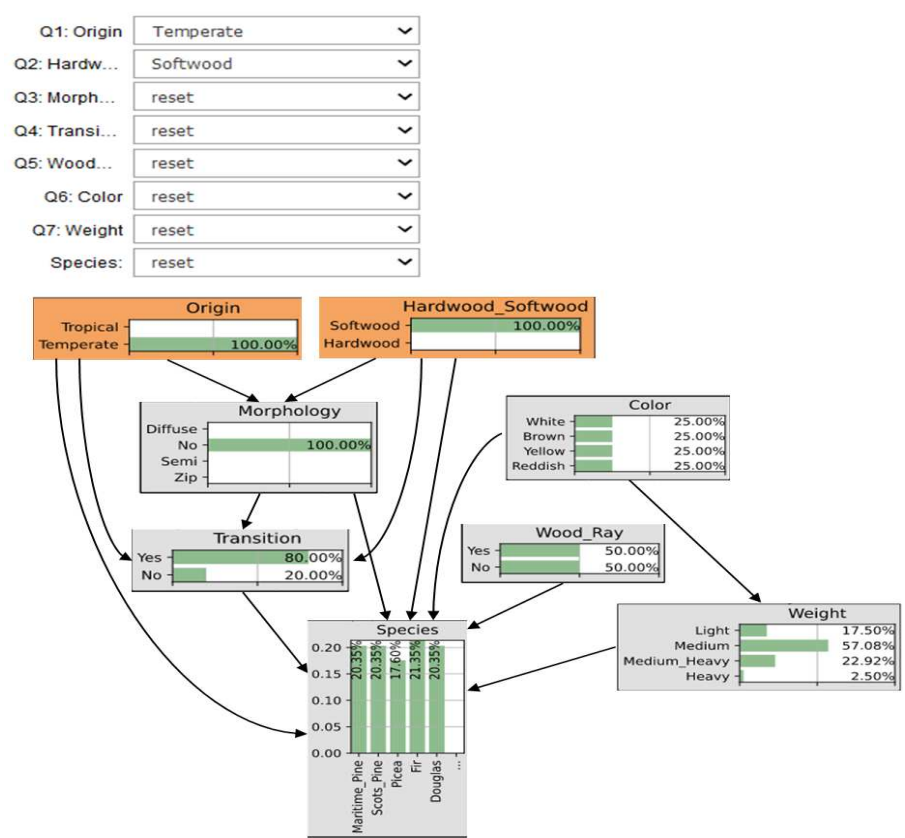 Q1: Origin Temperate
Q2: Hardw... Softwood
Q3: Morph... reset
Q4: Transi... reset
Q5: Wood... reset
Q6: Color reset
Q7: Weight reset
Species: reset
Origin
Tropical
Temperate 100.00%
Hardwood_Softwood
Softwood 100.00%
Hardwood
Morphology
Diffuse
No 100.00%
Semi
Zip
Color
White 25.00%
Brown 25.00%
Yellow 25.00%
Reddish 25.00%
Transition
Yes 80.00%
No 20.00%
Wood_Ray
Yes 50.00%
No 50.00%
Weight
Light 17.50%
Medium 57.08%
Medium_Heavy 22.92%
Heavy 2.50%
Species
0.20
0.15
0.10
0.05
0.00
20.35%
20.35%
17.60%
21.35%
20.35%
Maritime_Pine
Scots_Pine
Picea
Fir
Douglas
...